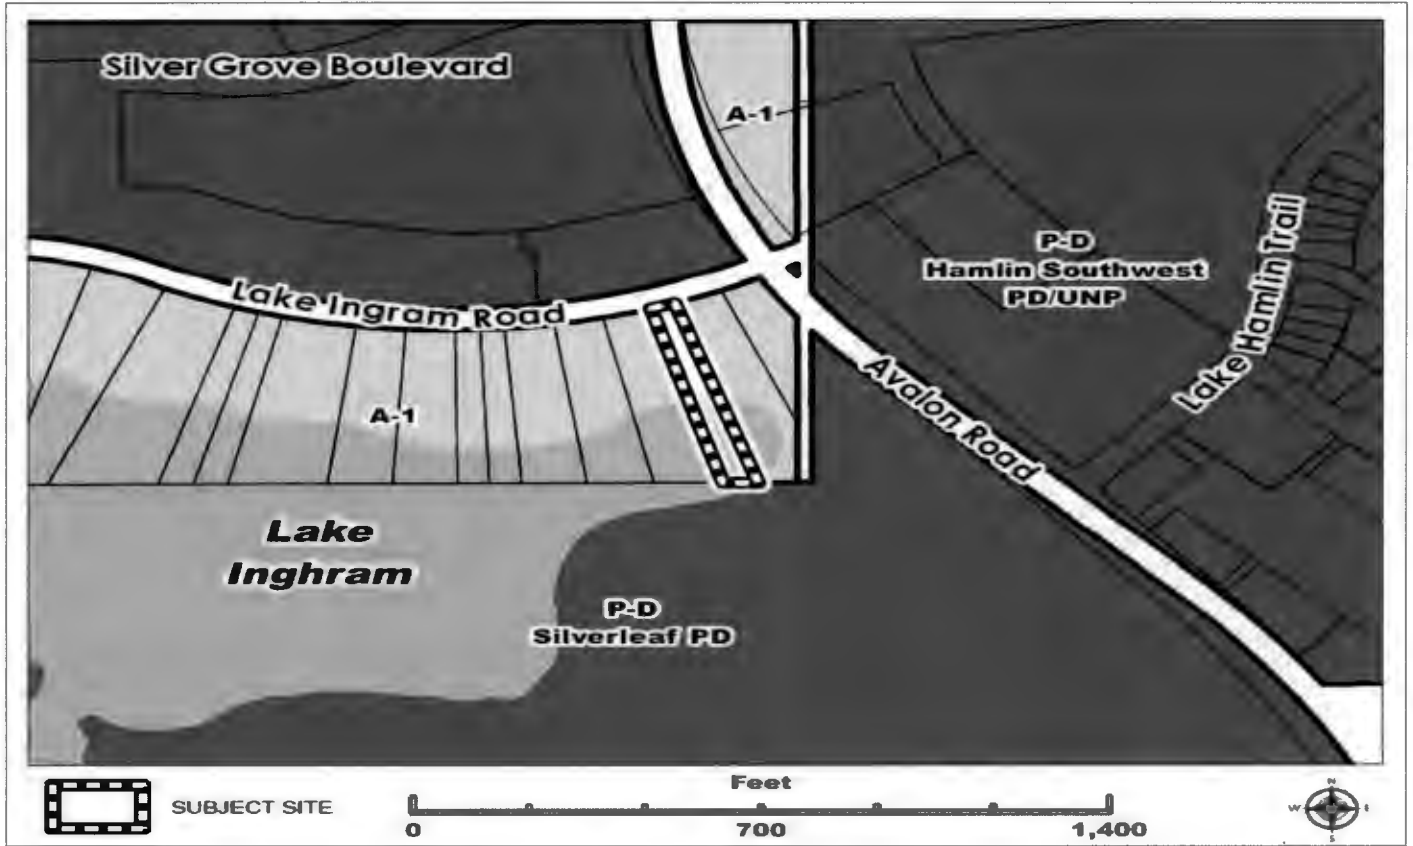 Silver Grove Boulevard
A-1
P-D
Hamlin Southwest
PD/UNP
Lake Hamlin Trail
Lake Ingram Road
Avalon Road
A-1
Lake
Inghram
P-D
Silverleaf PD
SUBJECT SITE
Feet
0 700 1,400
N
W
S